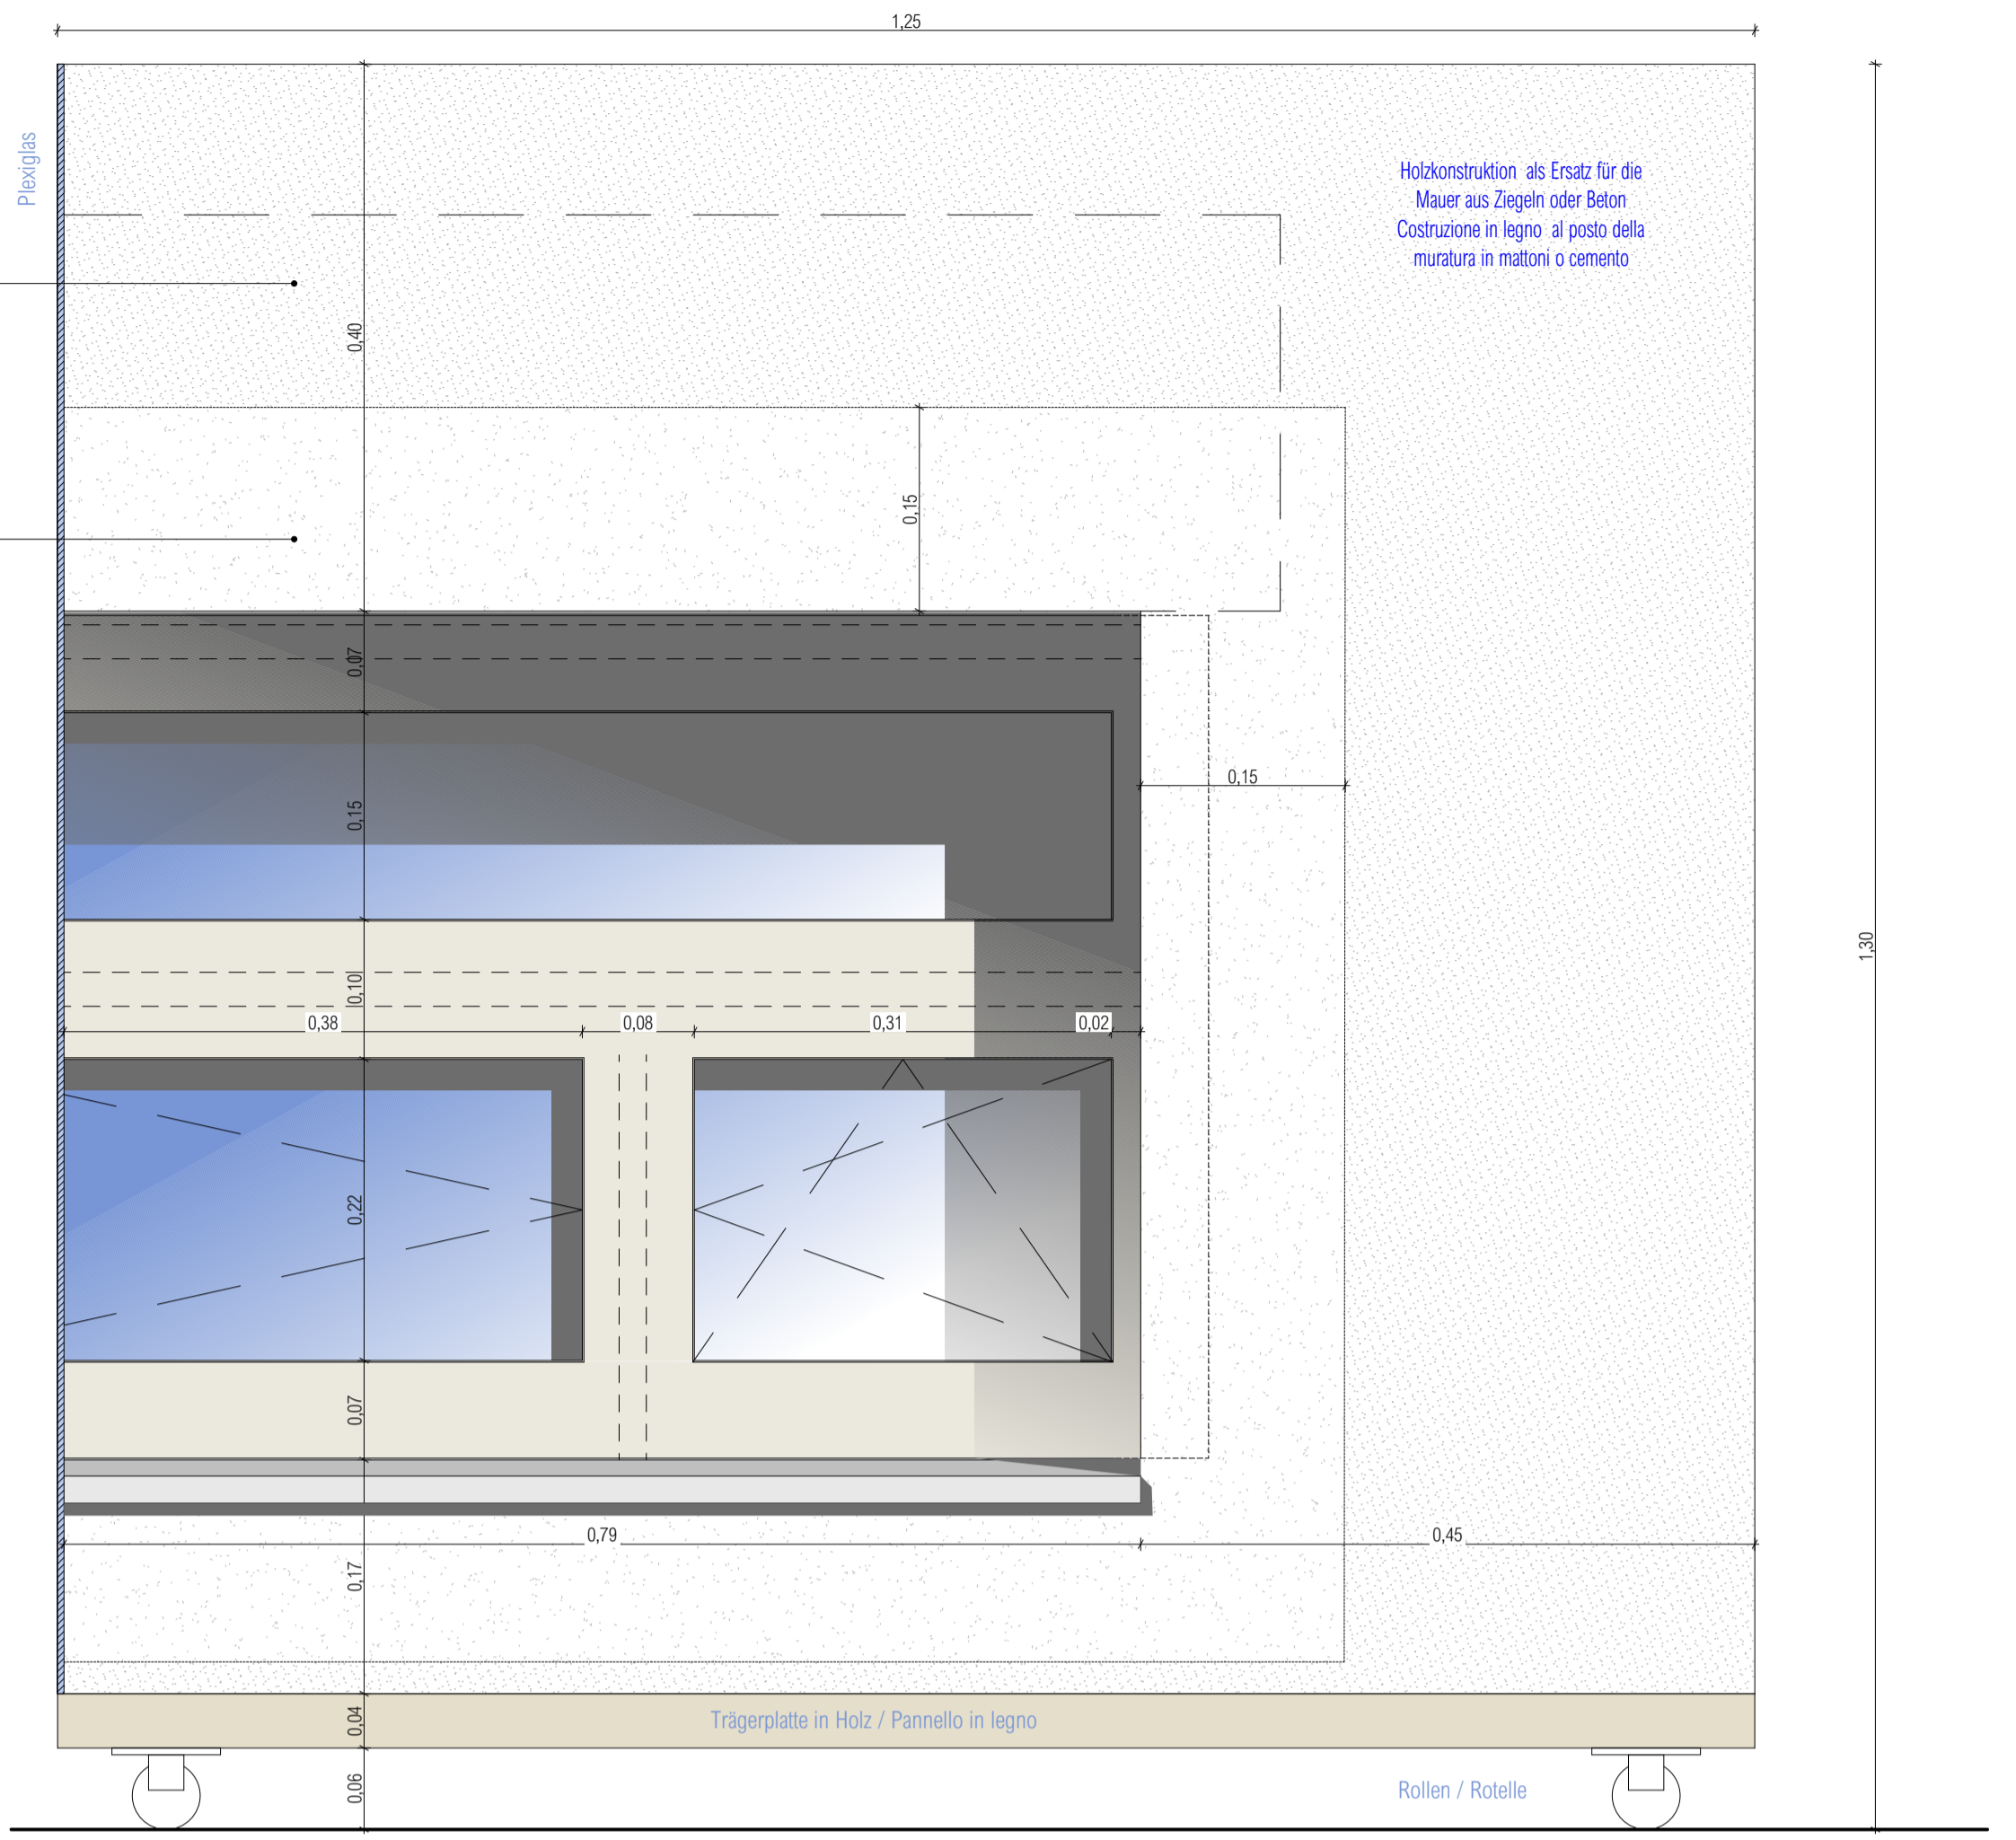 1,25
Plexiglas
Holzkonstruktion als Ersatz für die
Mauer aus Ziegeln oder Beton
Costruzione in legno al posto della
muratura in mattoni o cemento
0,40
0,15
0,07
0,15
0,15
1,30
0,10
0,38
0,08
0,31
0,02
0,22
0,07
0,79
0,45
0,17
0,04
Trägerplatte in Holz / Pannello in legno
0,06
Rollen / Rotelle